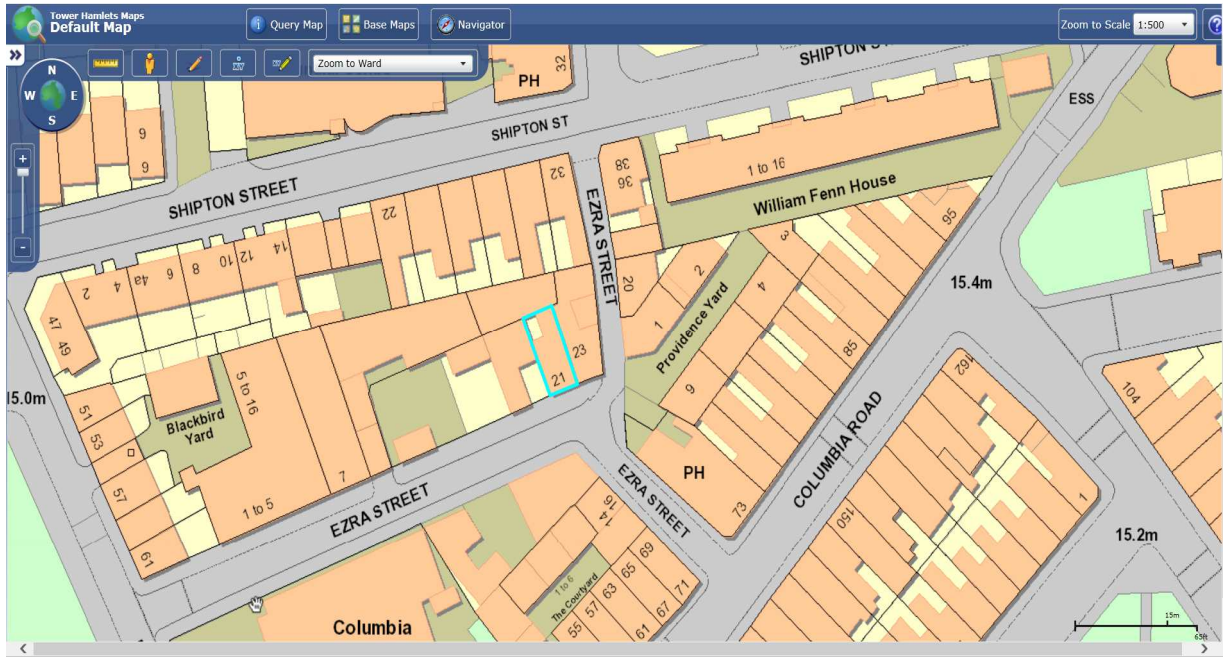 Tower Hamlets Maps
Default Map
Query Map
Base Maps
Navigator
Zoom to Scale 1:500
Zoom to Ward
N
W E
S
+
-
PH
32
SHIPTON ST
ESS
9
6
SHIPTON ST
38
36
1 to 16
SHIPTON STREET
32
William Fenn House
22
EZRA STREET
95
14
12
10
8
6
4a
4
2
3
2
20
4
15.4m
47
49
1
Providence Yard
85
23
21
162
15.0m
5 to 16
6
104
51
Blackbird
Yard
53
COLUMBIA ROAD
57
7
PH
EZRA STREET
1 to 5
EZRA STREET
16
14
73
150
1
61
69
65
63
57
55
1 to 6
The Courtyard
71
67
61
15.2m
Columbia
15m
65ft